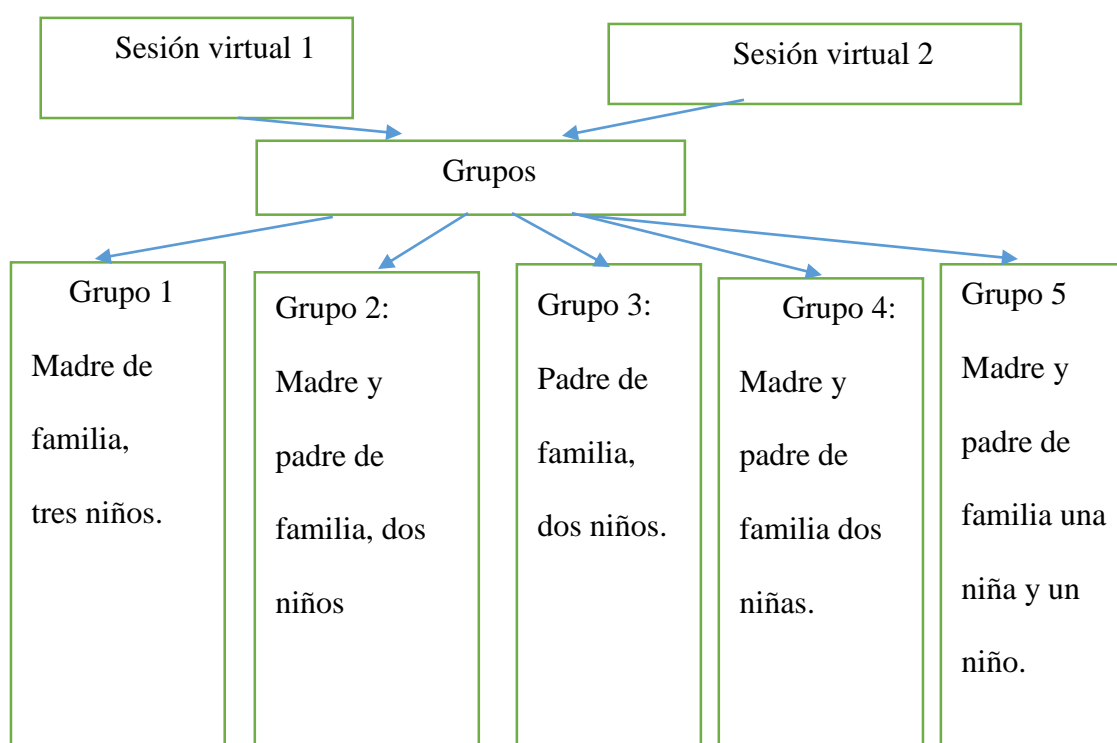 Sesión virtual 1
Sesión virtual 2
Grupos
Grupo 1
Madre de
familia,
tres niños.
Grupo 2:
Madre y
padre de
familia, dos
niños
Grupo 3:
Padre de
familia,
dos niños.
Grupo 4:
Madre y
padre de
familia dos
niñas.
Grupo 5
Madre y
padre de
familia una
niña y un
niño.